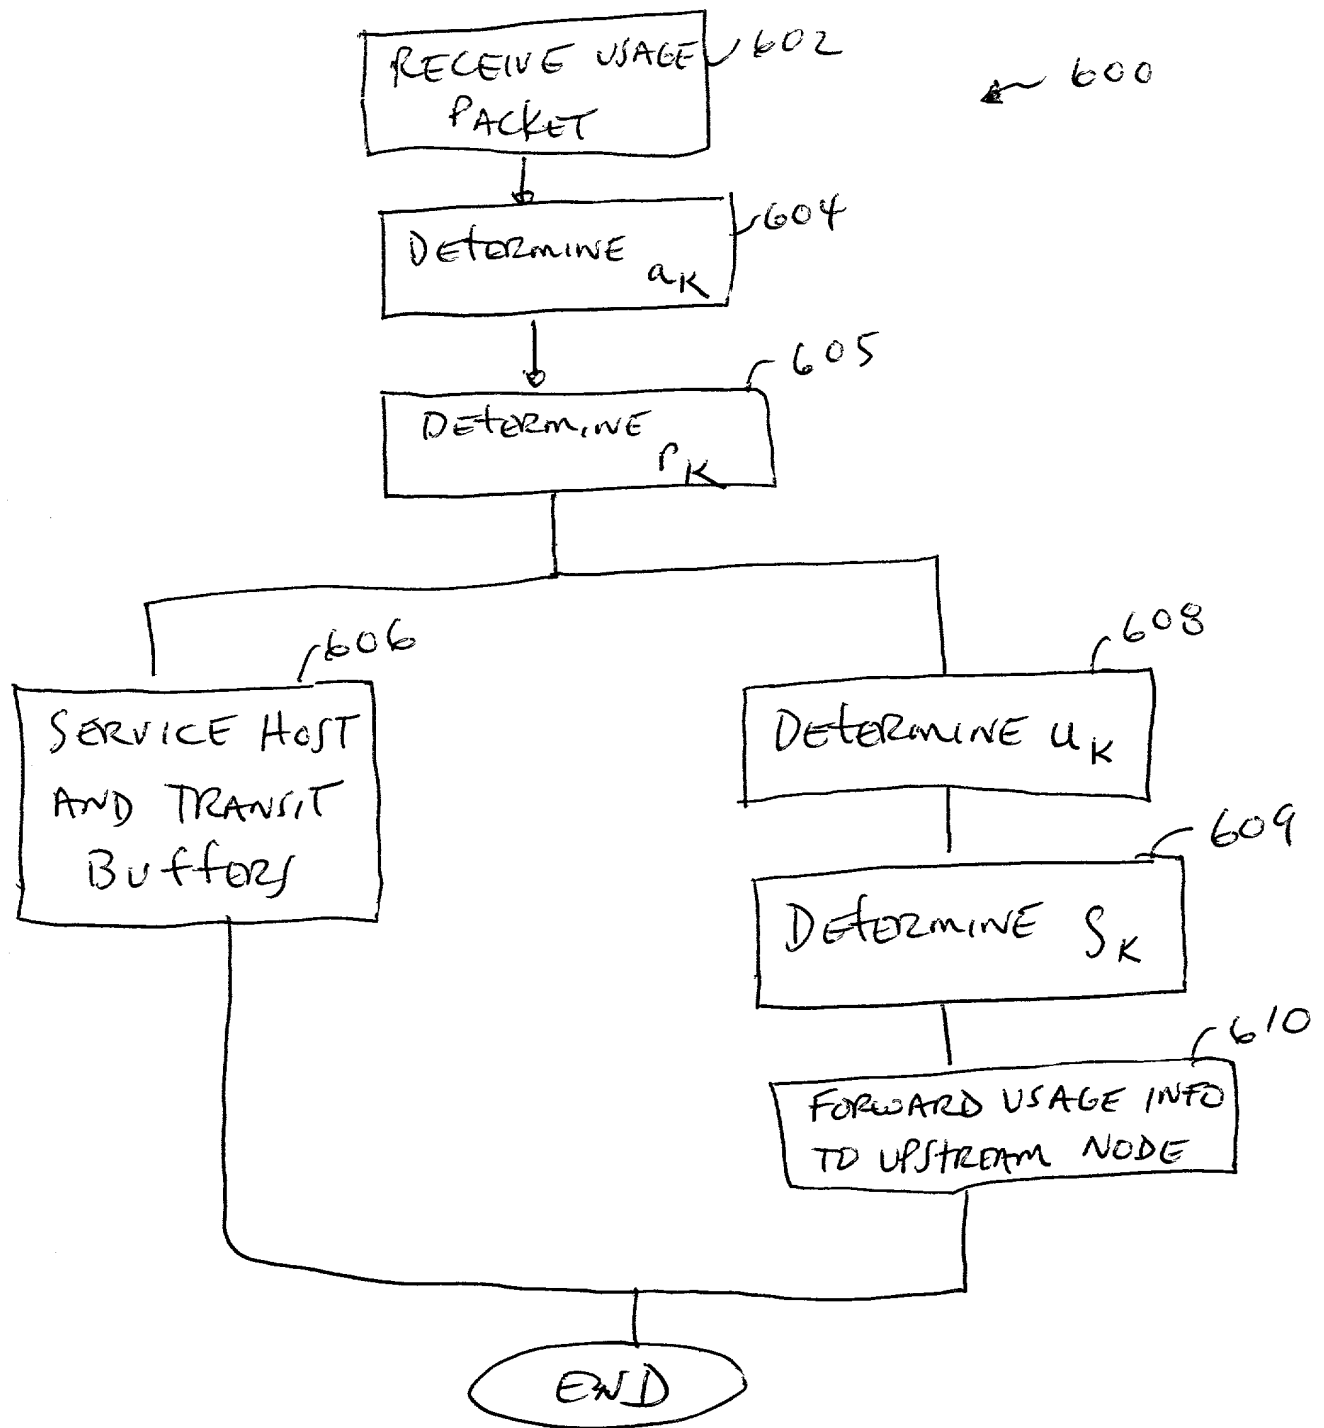 RECEIVE USAGE
PACKET
602
600
DETERMINE
aK
604
DETERMINE
rK
605
SERVICE HOST
AND TRANSIT
BUFFERS
606
DETERMINE uK
608
DETERMINE SK
609
FORWARD USAGE INFO
TO UPSTREAM NODE
610
END